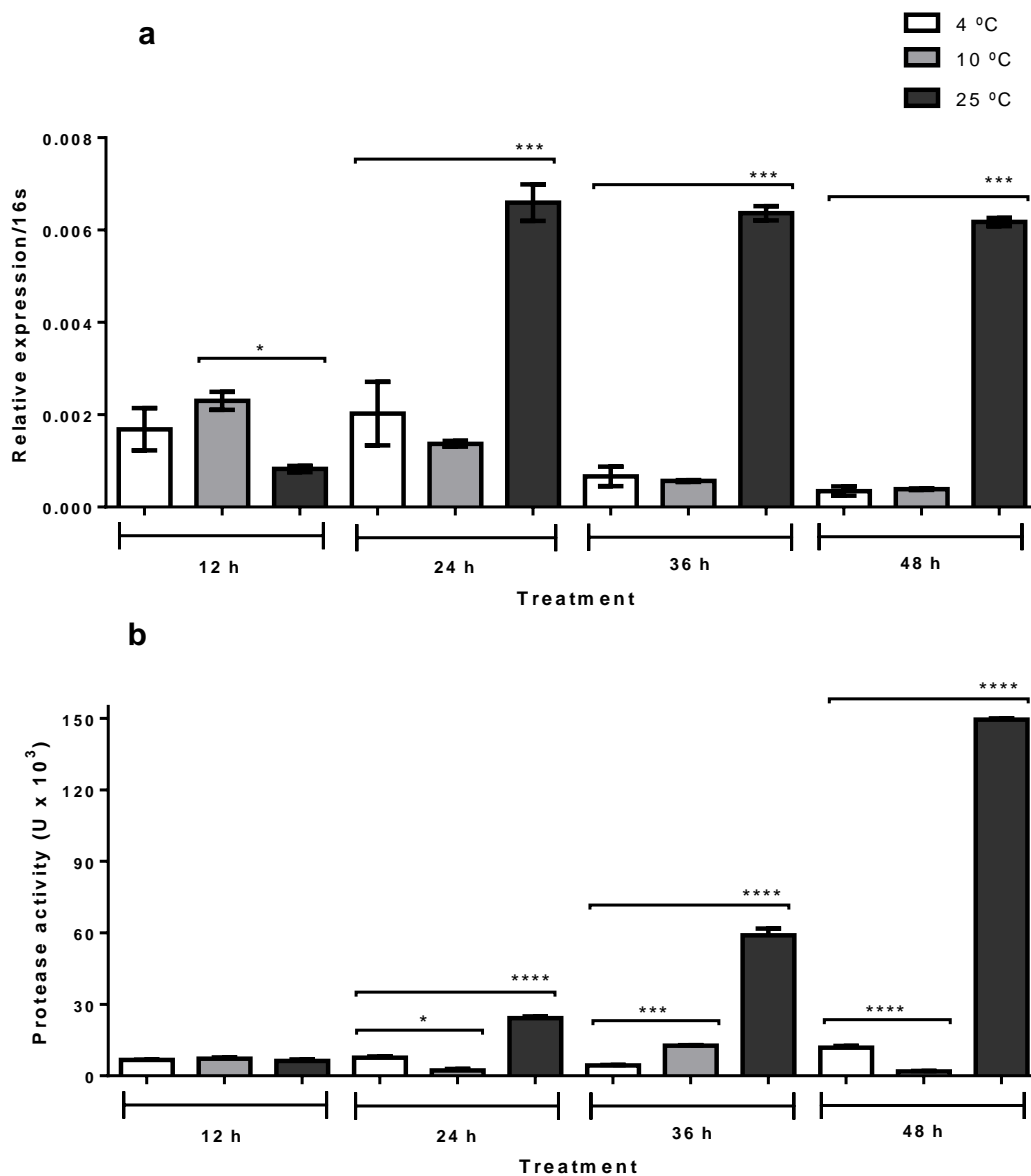 a
4 ºC
10 ºC
25 ºC
Relative expression/16s
0.008
0.006
0.004
0.002
0.000
*
***
***
***
12 h
24 h
36 h
48 h
Treatment
b
Protease activity (U x 10³)
150
120
90
60
30
0
*
****
***
****
****
****
12 h
24 h
36 h
48 h
Treatment